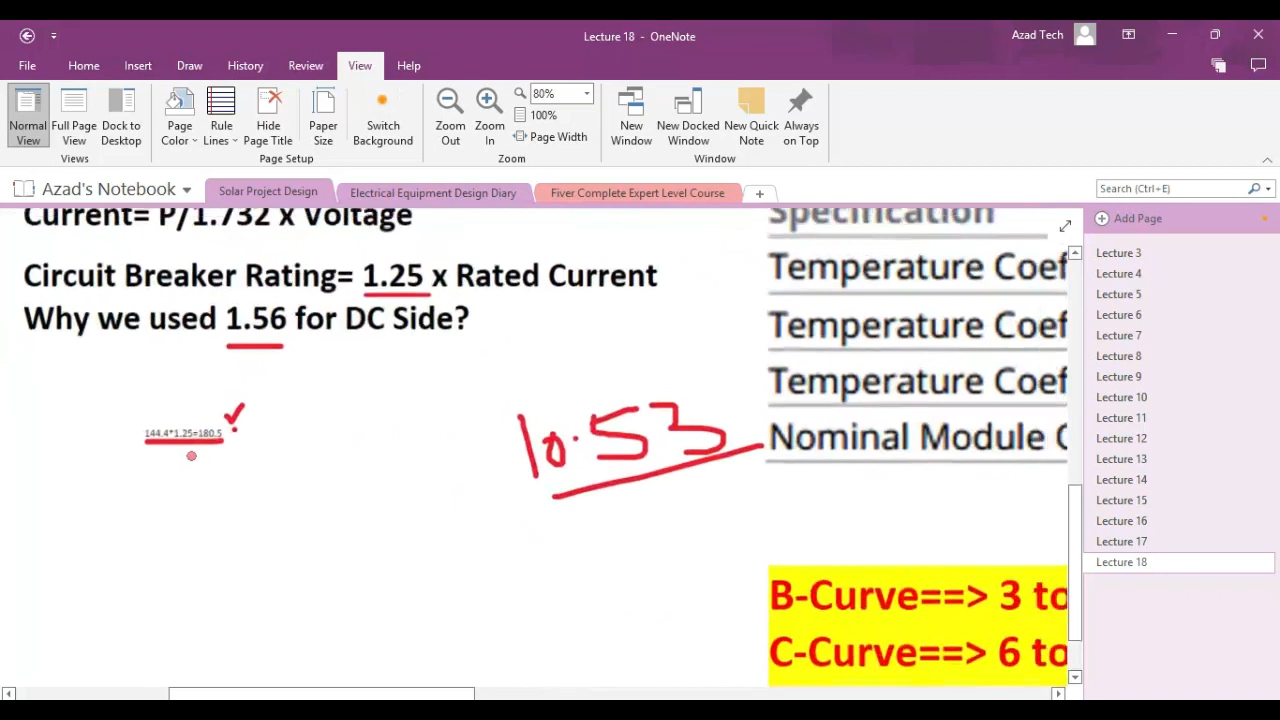 Lecture 18 - OneNote
Azad Tech
File Home Insert Draw History Review View Help
Normal View
Full Page View
Dock to Desktop
Views
Page Color
Rule Lines
Hide Page Title
Paper Size
Page Setup
Switch Background
Zoom Out
Zoom In
80%
100%
Page Width
Zoom
New Window
New Docked Window
New Quick Note
Always on Top
Window
Azad's Notebook
Solar Project Design
Electrical Equipment Design Diary
Fiver Complete Expert Level Course
Search (Ctrl+E)
Current= P/1.732 x Voltage
Circuit Breaker Rating= 1.25 x Rated Current
Why we used 1.56 for DC Side?
144.4*1.25=180.5
10.53
Specification
Temperature Coef
Temperature Coef
Temperature Coef
Nominal Module C
B-Curve==> 3 to
C-Curve==> 6 to
Add Page
Lecture 3
Lecture 4
Lecture 5
Lecture 6
Lecture 7
Lecture 8
Lecture 9
Lecture 10
Lecture 11
Lecture 12
Lecture 13
Lecture 14
Lecture 15
Lecture 16
Lecture 17
Lecture 18